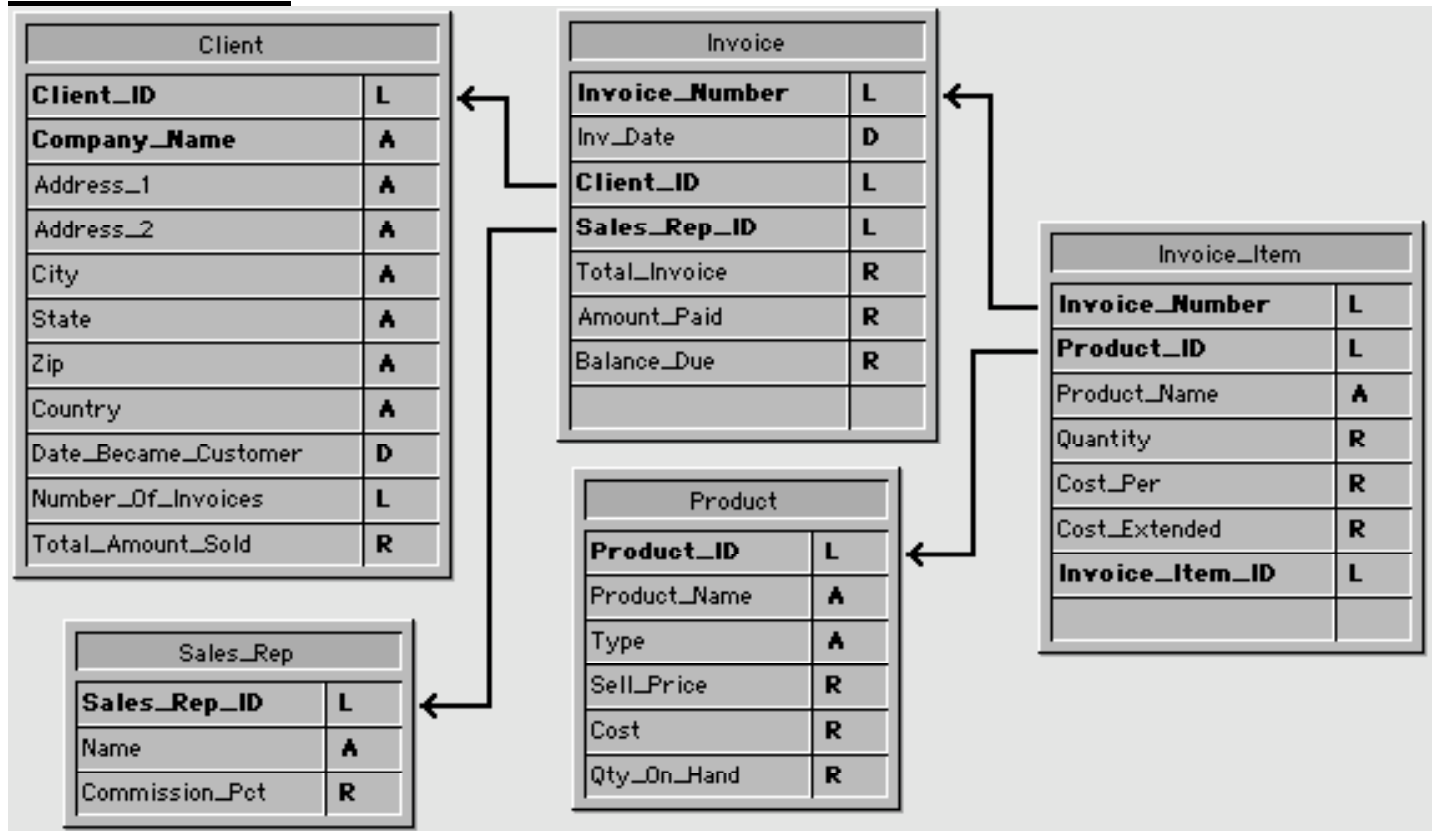 Client
Client_ID L
Company_Name A
Address_1 A
Address_2 A
City A
State A
Zip A
Country A
Date_Became_Customer D
Number_Of_Invoices L
Total_Amount_Sold R
Invoice
Invoice_Number L
Inv_Date D
Client_ID L
Sales_Rep_ID L
Total_Invoice R
Amount_Paid R
Balance_Due R
Invoice_Item
Invoice_Number L
Product_ID L
Product_Name A
Quantity R
Cost_Per R
Cost_Extended R
Invoice_Item_ID L
Product
Product_ID L
Product_Name A
Type A
Sell_Price R
Cost R
Qty_On_Hand R
Sales_Rep
Sales_Rep_ID L
Name A
Commission_Pct R